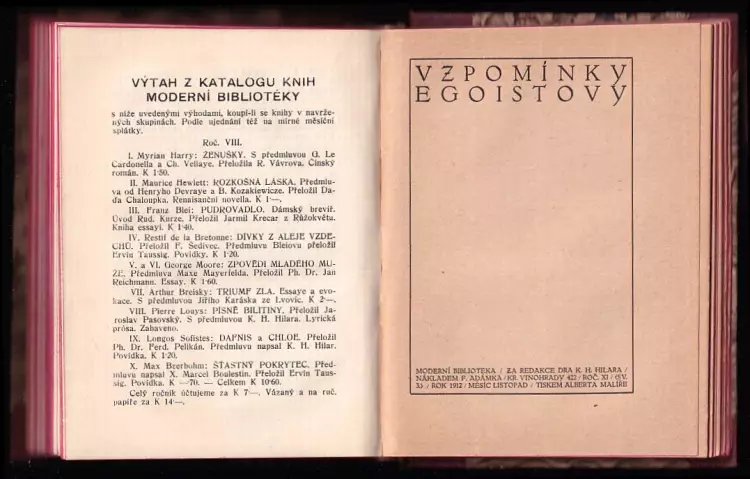 VÝTAH Z KATALOGU KNIH
MODERNÍ BIBLIOTÉKY
s níže uvedenými výhodami, koupí-li se knihy v navrže-
ných skupinách. Podle ujednání též na mírné měsíční
splátky.
Roč. VIII.
I. Myrian Harry: ŽENUŠKY. S předmluvou G. Le
Cardonella a Ch. Vellaye. Přeložila R. Vávrova. Čínský
román. K 1·50.
II. Maurice Hewlett: ROZKOŠNÁ LÁSKA. Předmlu-
va od Henryho Devraye a B. Kozakiewicze. Přeložil Da-
ďa Chaloupka. Renaisanční novella. K 1·—.
III. Franz Blei: PUDROVADLO. Dámský brevíř.
Úvod Rud. Kurze. Přeložil Jarmil Krecar z Růžokvětu.
Kniha essayí. K 1·40.
IV. Restif de la Bretonne: DÍVKY Z ALEJE VZDE-
CHŮ. Přeložil F. Šedivec. Předmluvu Bleiovu přeložil
Ervín Taussig. Povídky. K 1·20.
V. a VI. George Moore: ZPOVĚDI MLADÉHO MU-
ŽE. Předmluva Maxe Mayerfelda. Přeložil Ph. Dr. Jan
Reichmann. Essay. K 1·60.
VII. Arthur Breisky: TRIUMF ZLA. Essaye a evo-
kace. S předmluvou Jiřího Karáska ze Lvovic. K 2—.
VIII. Pierre Louys: PÍSNĚ BILITINY. Přeložil Ja-
roslav Pasovský. S předmluvou K. H. Hilara. Lyrická
prósa. Zabaveno.
IX. Longos Sofistes: DAFNIS a CHLOE. Přeložil
Ph. Dr. Ferd. Pelikán. Předmluvu napsal K. H. Hilar.
Povídka. K 1·20.
X. Max Beerbohm: ŠŤASTNÝ POKRYTEC. Před-
mluvu napsal X. Marcel Boulestin. Přeložil Ervín Taus-
sig. Povídka. K —·70. — Celkem K 10·60.
Celý ročník účtujeme za K 7·—. Vázaný a na ruč.
papíře za K 14·—.
VZPOMÍNKY
EGOISTOVY
MODERNÍ BIBLIOTÉKA / ZA REDAKCE DRA K. H. HILARA /
NÁKLADEM F. ADÁMKA / KR. VINOHRADY 422 / ROČ. XI / (SV.
X) / ROK 1912 / MĚSÍC LISTOPAD / TISKEM ALBERTA MALÍŘE